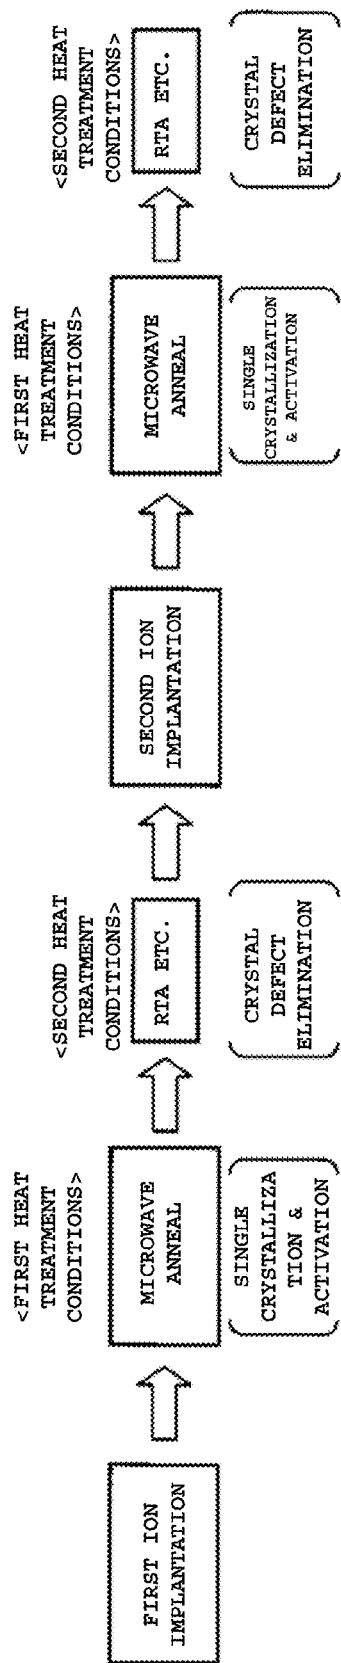 FIRST ION
IMPLANTATION
<FIRST HEAT
TREATMENT
CONDITIONS>
MICROWAVE
ANNEAL
SINGLE
CRYSTALLIZA
TION &
ACTIVATION
<SECOND HEAT
TREATMENT
CONDITIONS>
RTA ETC.
CRYSTAL
DEFECT
ELIMINATION
SECOND ION
IMPLANTATION
<FIRST HEAT
TREATMENT
CONDITIONS>
MICROWAVE
ANNEAL
SINGLE
CRYSTALLIZATION
& ACTIVATION
<SECOND HEAT
TREATMENT
CONDITIONS>
RTA ETC.
CRYSTAL
DEFECT
ELIMINATION